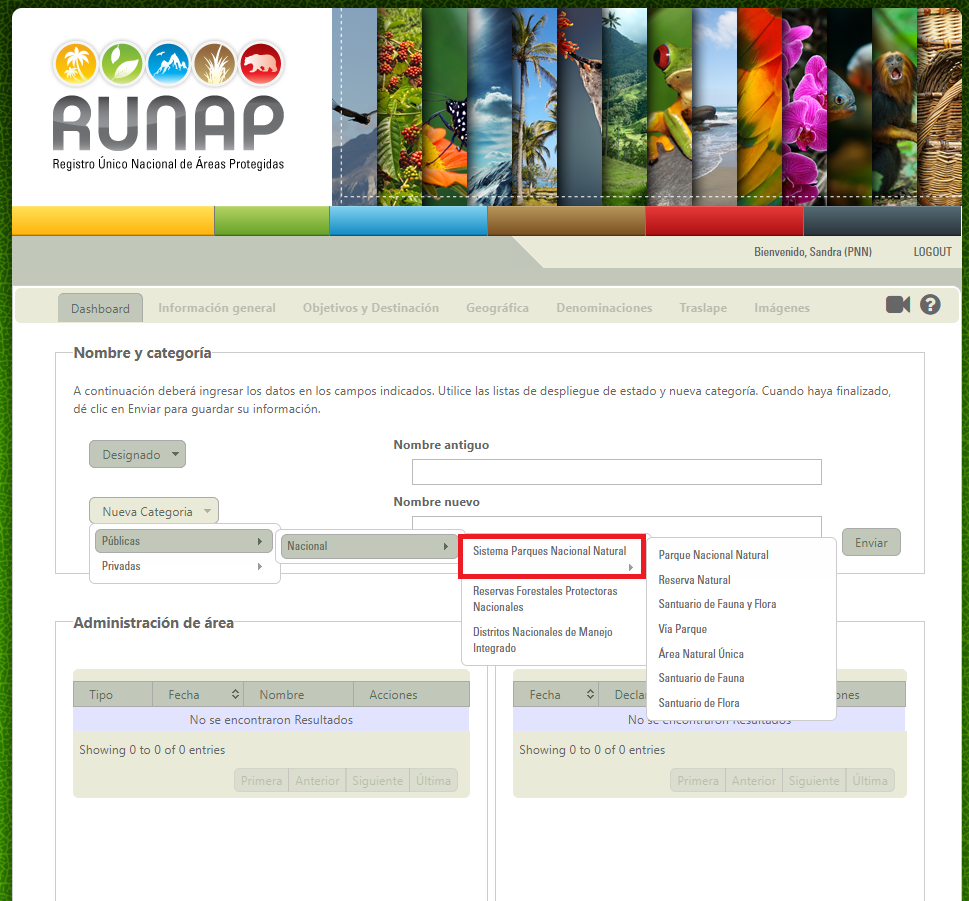 RUNAP
Registro Único Nacional de Áreas Protegidas
Bienvenido, Sandra (PNN)
LOGOUT
Dashboard
Información general
Objetivos y Destinación
Geográfica
Denominaciones
Traslape
Imágenes
?
Nombre y categoría
A continuación deberá ingresar los datos en los campos indicados. Utilice las listas de despliegue de estado y nueva categoría. Cuando haya finalizado,
dé clic en Enviar para guardar su información.
Designado
Nombre antiguo
Nueva Categoria
Nombre nuevo
Enviar
Públicas
Privadas
Nacional
Sistema Parques Nacional Natural
Reservas Forestales Protectoras
Nacionales
Distritos Nacionales de Manejo
Integrado
Parque Nacional Natural
Reserva Natural
Santuario de Fauna y Flora
Via Parque
Área Natural Única
Santuario de Fauna
Santuario de Flora
Administración de área
Tipo
Fecha
Nombre
Acciones
No se encontraron Resultados
Showing 0 to 0 of 0 entries
Primera
Anterior
Siguiente
Última
Fecha
No se encontraron Resultados
Showing 0 to 0 of 0 entries
Primera
Anterior
Siguiente
Última